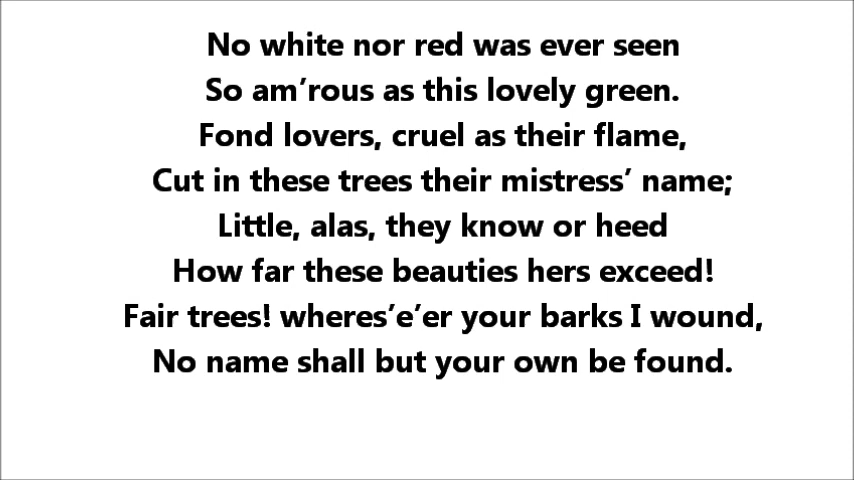 No white nor red was ever seen
So am’rous as this lovely green.
Fond lovers, cruel as their flame,
Cut in these trees their mistress’ name;
Little, alas, they know or heed
How far these beauties hers exceed!
Fair trees! wheres’e’er your barks I wound,
No name shall but your own be found.